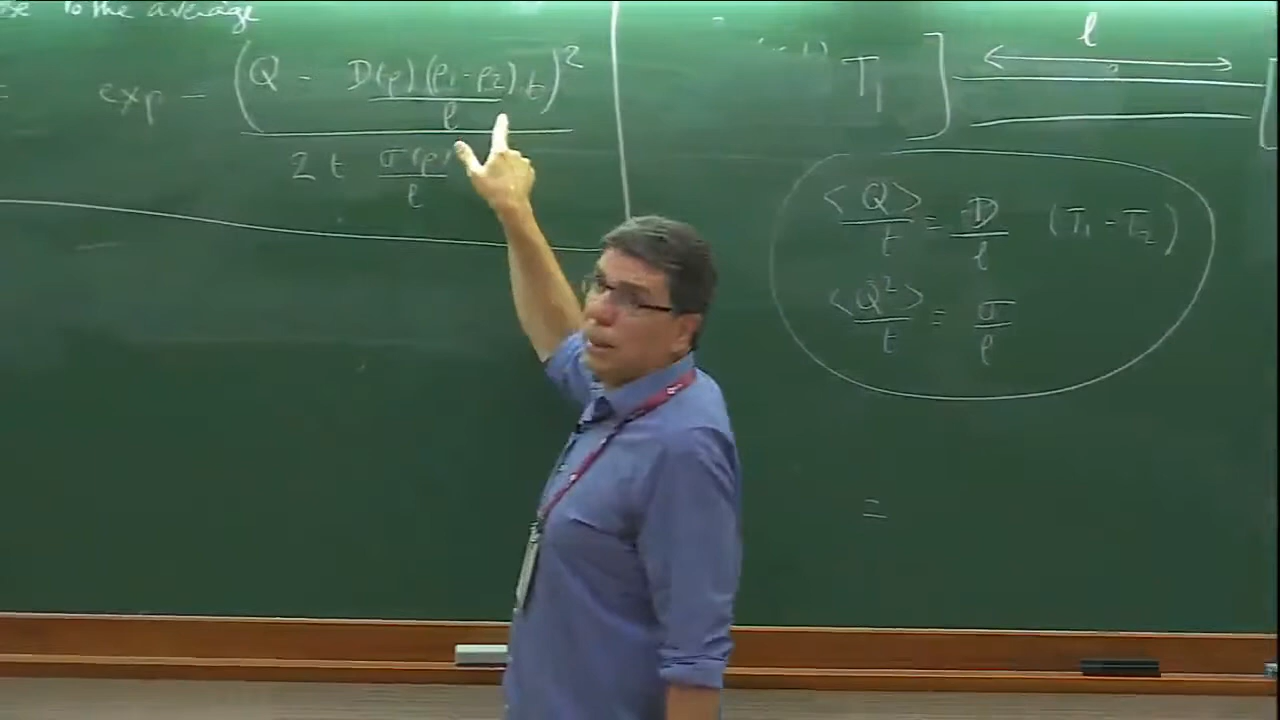 to the average
= exp - (Q - D(ρ)(ρ1-ρ2).t / l)²
2 t σ(ρ) / l
T1 ] l
<Q> / t = D / l (T1 - T2)
<Q²> / t = σ / l
=